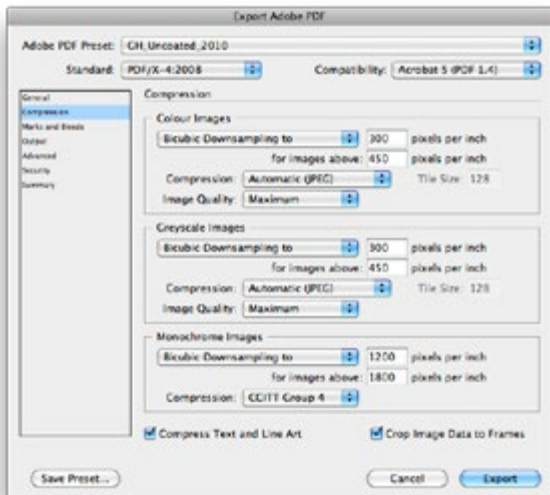 Export Adobe PDF
Adobe PDF Preset: CH_Uncoated_2010
Standard: PDF/X-4:2008 Compatibility: Acrobat 5 (PDF 1.4)
General
Compression
Marks and Bleeds
Output
Advanced
Security
Summary
Compression
Colour Images
Bicubic Downsampling to 300 pixels per inch
for images above: 450 pixels per inch
Compression: Automatic (JPEG) Tile Size: 128
Image Quality: Maximum
Greyscale Images
Bicubic Downsampling to 300 pixels per inch
for images above: 450 pixels per inch
Compression: Automatic (JPEG) Tile Size: 128
Image Quality: Maximum
Monochrome Images
Bicubic Downsampling to 1200 pixels per inch
for images above: 1800 pixels per inch
Compression: CCITT Group 4
Compress Text and Line Art Crop Image Data to Frames
Save Preset... Cancel Export